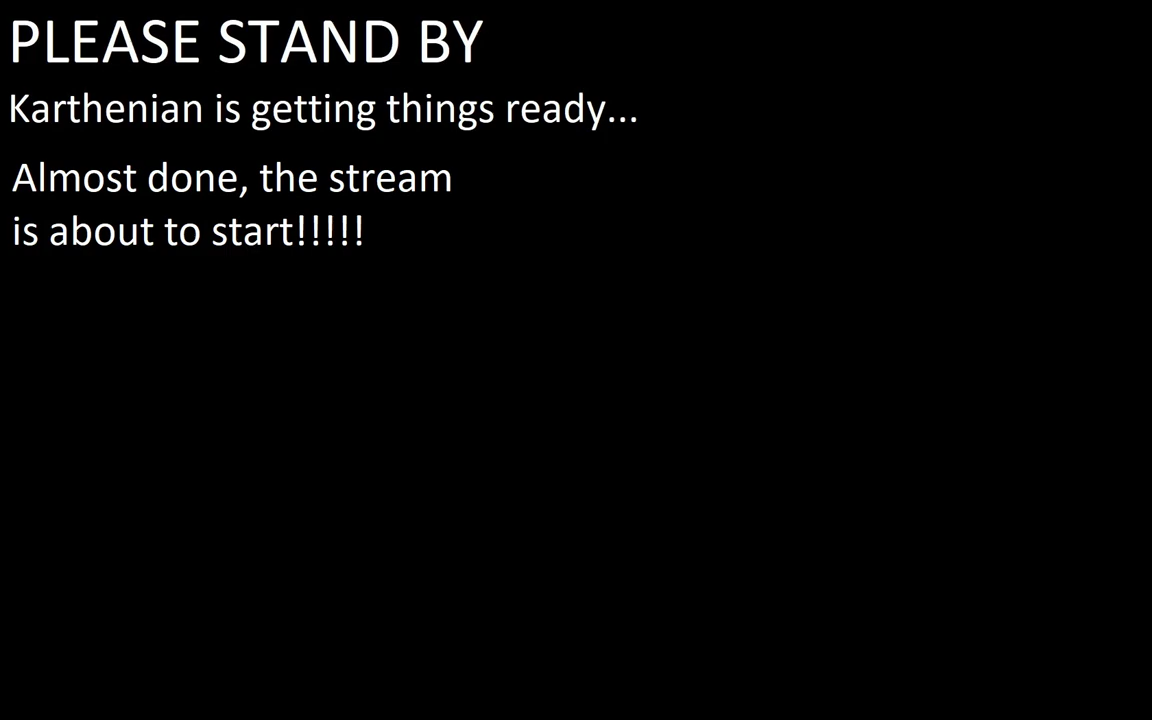 PLEASE STAND BY
Karthenian is getting things ready...
Almost done, the stream
is about to start!!!!!